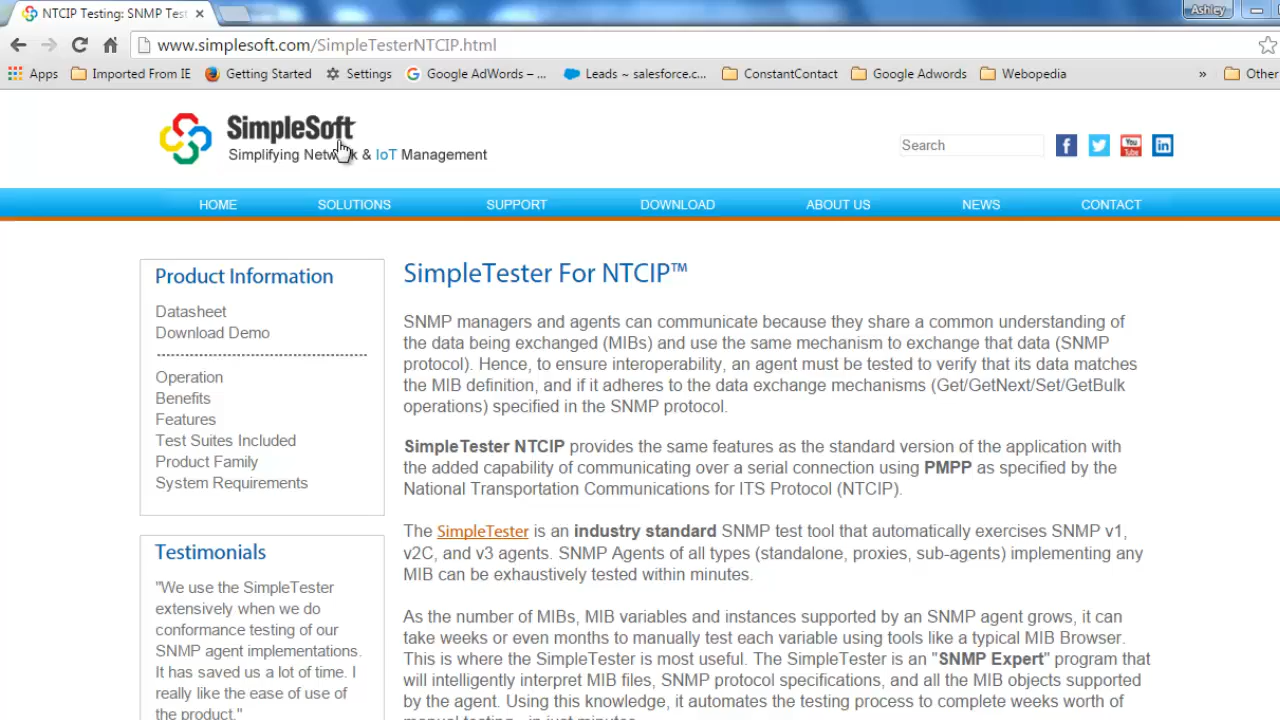 NTCIP Testing: SNMP Test
Ashley
www.simplesoft.com/SimpleTesterNTCIP.html
Apps Imported From IE Getting Started Settings Google AdWords – ... Leads ~ salesforce.c... ConstantContact Google Adwords Webopedia » Other
SimpleSoft
Simplifying Network & IoT Management
Search
You Tube
HOME SOLUTIONS SUPPORT DOWNLOAD ABOUT US NEWS CONTACT
Product Information
Datasheet
Download Demo
Operation
Benefits
Features
Test Suites Included
Product Family
System Requirements
Testimonials
"We use the SimpleTester
extensively when we do
conformance testing of our
SNMP agent implementations.
It has saved us a lot of time. I
really like the ease of use of
the product."
SimpleTester For NTCIP™
SNMP managers and agents can communicate because they share a common understanding of
the data being exchanged (MIBs) and use the same mechanism to exchange that data (SNMP
protocol). Hence, to ensure interoperability, an agent must be tested to verify that its data matches
the MIB definition, and if it adheres to the data exchange mechanisms (Get/GetNext/Set/GetBulk
operations) specified in the SNMP protocol.
SimpleTester NTCIP provides the same features as the standard version of the application with
the added capability of communicating over a serial connection using PMPP as specified by the
National Transportation Communications for ITS Protocol (NTCIP).
The SimpleTester is an industry standard SNMP test tool that automatically exercises SNMP v1,
v2C, and v3 agents. SNMP Agents of all types (standalone, proxies, sub-agents) implementing any
MIB can be exhaustively tested within minutes.
As the number of MIBs, MIB variables and instances supported by an SNMP agent grows, it can
take weeks or even months to manually test each variable using tools like a typical MIB Browser.
This is where the SimpleTester is most useful. The SimpleTester is an "SNMP Expert" program that
will intelligently interpret MIB files, SNMP protocol specifications, and all the MIB objects supported
by the agent. Using this knowledge, it automates the testing process to complete weeks worth of
manual testing - in just minutes.